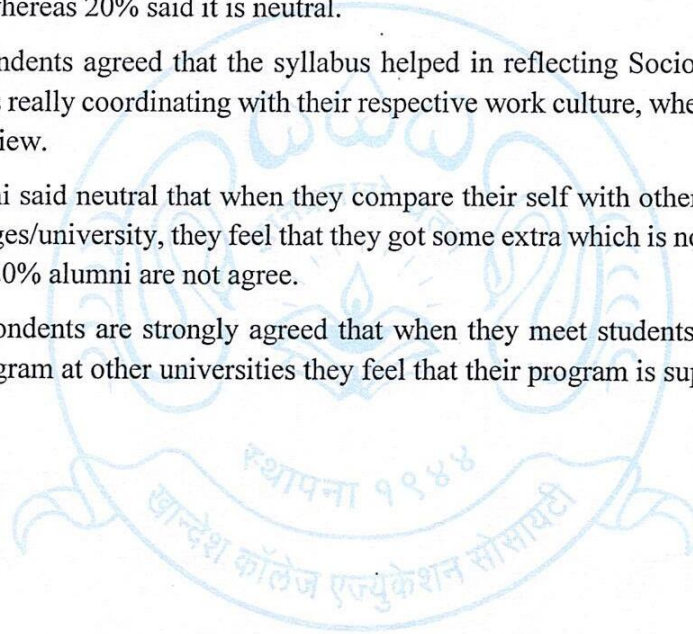 whereas 20% said it is neutral.
ndents agreed that the syllabus helped in reflecting Socio
s really coordinating with their respective work culture, whe
iew.
ni said neutral that when they compare their self with other
ges/university, they feel that they got some extra which is no
0% alumni are not agree.
ondents are strongly agreed that when they meet students
gram at other universities they feel that their program is sup
स्थापना १९४४
खान्देश कॉलेज एज्युकेशन सोसायटी